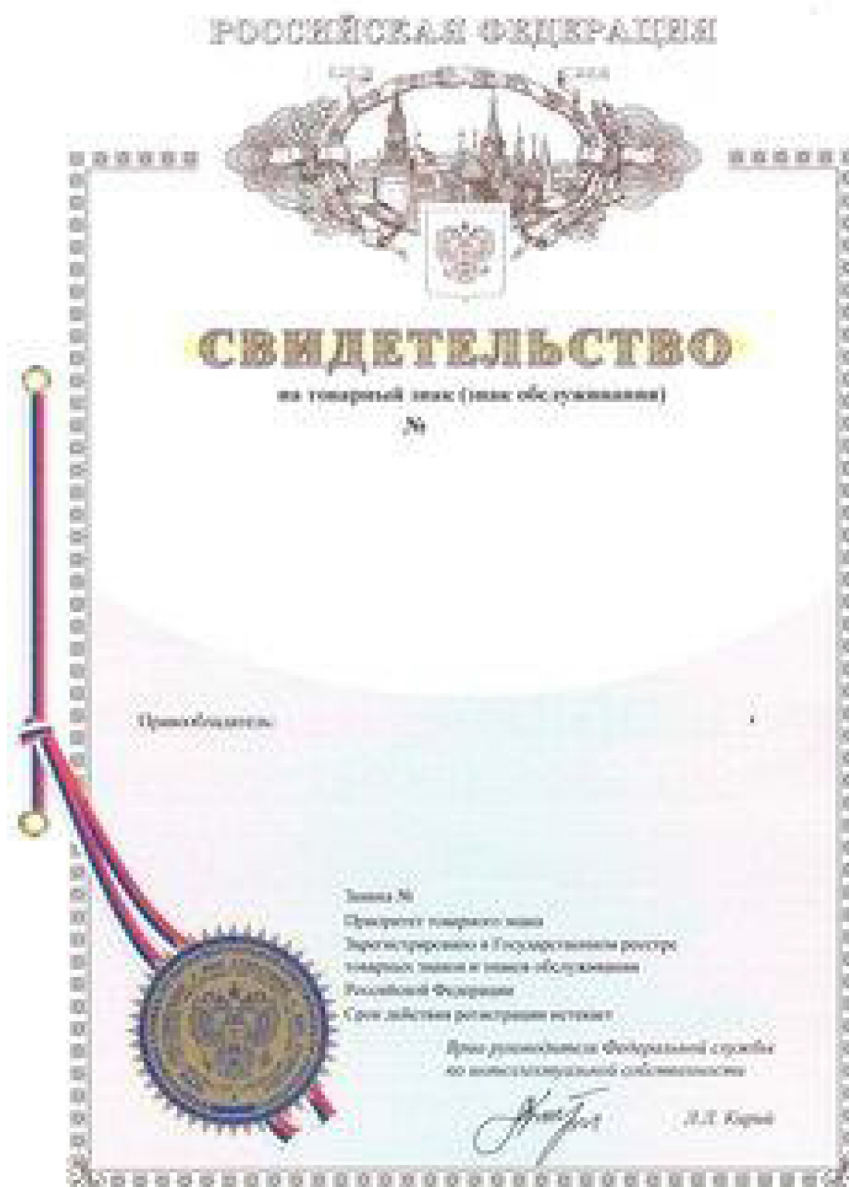 РОССИЙСКАЯ ФЕДЕРАЦИЯ
СВИДЕТЕЛЬСТВО
на товарный знак (знак обслуживания)
№
Правообладатель:
Заявка №
Приоритет товарного знака
Зарегистрировано в Государственном реестре
товарных знаков и знаков обслуживания
Российской Федерации
Срок действия регистрации истекает
Врио руководителя Федеральной службы
по интеллектуальной собственности
Л.Л. Кирий